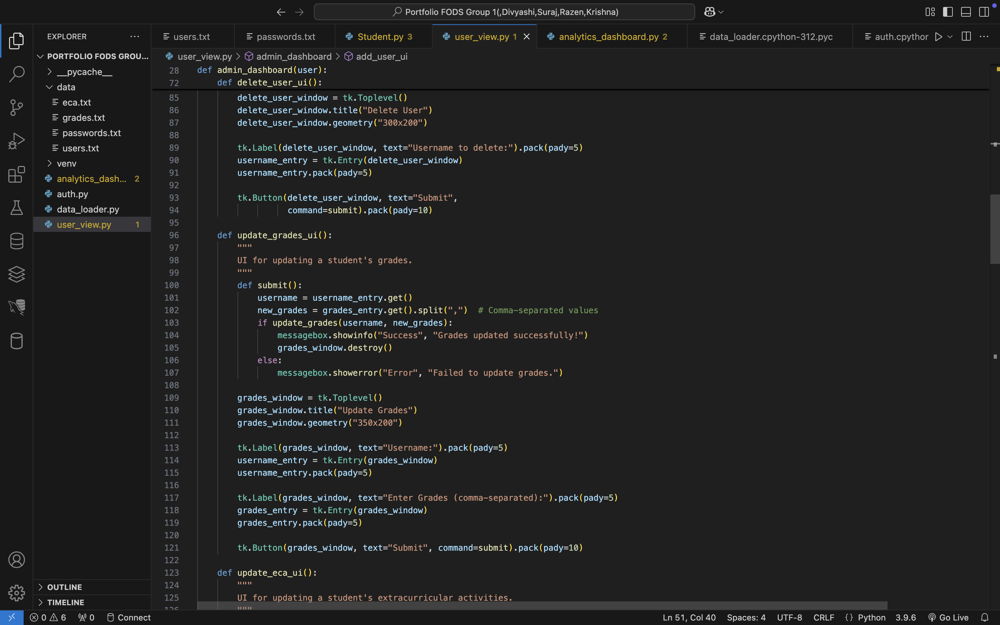 Portfolio FODS Group 1(,Divyashi,Suraj,Razen,Krishna)
EXPLORER
PORTFOLIO FODS GROU...
__pycache__
data
eca.txt
grades.txt
passwords.txt
users.txt
venv
analytics_dash... 2
auth.py
data_loader.py
user_view.py 1
OUTLINE
TIMELINE
users.txt
passwords.txt
Student.py 3
user_view.py 1
analytics_dashboard.py 2
data_loader.cpython-312.pyc
auth.cpython
user_view.py > admin_dashboard > add_user_ui
28 def admin_dashboard(user):
72 def delete_user_ui():
85 delete_user_window = tk.Toplevel()
86 delete_user_window.title("Delete User")
87 delete_user_window.geometry("300x200")
88
89 tk.Label(delete_user_window, text="Username to delete:").pack(pady=5)
90 username_entry = tk.Entry(delete_user_window)
91 username_entry.pack(pady=5)
92
93 tk.Button(delete_user_window, text="Submit",
94 command=submit).pack(pady=10)
95
96 def update_grades_ui():
97 """
98 UI for updating a student's grades.
99 """
100 def submit():
101 username = username_entry.get()
102 new_grades = grades_entry.get().split(",") # Comma-separated values
103 if update_grades(username, new_grades):
104 messagebox.showinfo("Success", "Grades updated successfully!")
105 grades_window.destroy()
106 else:
107 messagebox.showerror("Error", "Failed to update grades.")
108
109 grades_window = tk.Toplevel()
110 grades_window.title("Update Grades")
111 grades_window.geometry("350x200")
112
113 tk.Label(grades_window, text="Username:").pack(pady=5)
114 username_entry = tk.Entry(grades_window)
115 username_entry.pack(pady=5)
116
117 tk.Label(grades_window, text="Enter Grades (comma-separated):").pack(pady=5)
118 grades_entry = tk.Entry(grades_window)
119 grades_entry.pack(pady=5)
120
121 tk.Button(grades_window, text="Submit", command=submit).pack(pady=10)
122
123 def update_eca_ui():
124 """
125 UI for updating a student's extracurricular activities.
126 """
0 6 0 Connect
Ln 51, Col 40 Spaces: 4 UTF-8 CRLF {} Python 3.9.6 Go Live